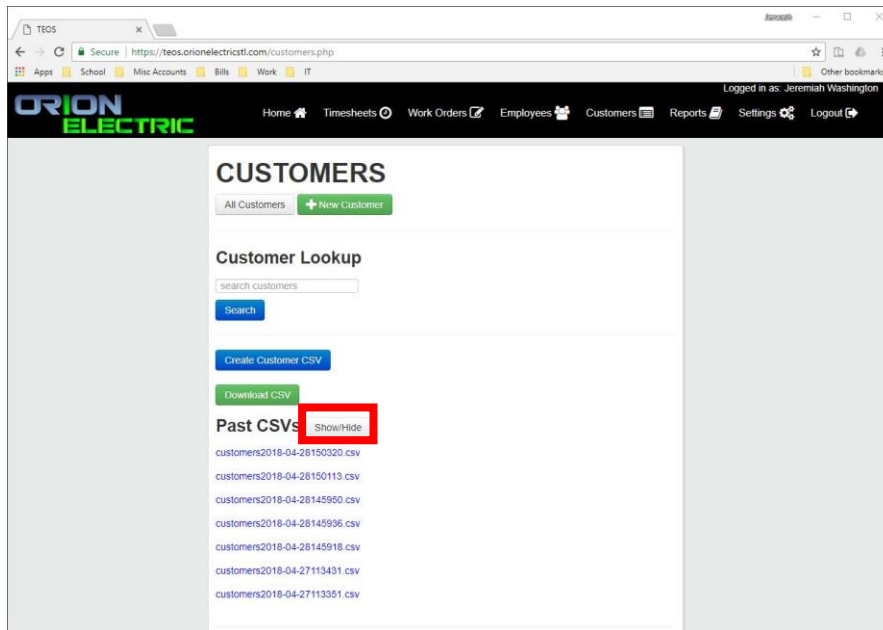 TEOS
Secure | https://teos.orionelectricstl.com/customers.php
Apps School Misc Accounts Bills Work IT Other bookmarks
Logged in as: Jeremiah Washington
ORION
ELECTRIC
Home Timesheets Work Orders Employees Customers Reports Settings Logout
CUSTOMERS
All Customers New Customer
Customer Lookup
search customers
Search
Create Customer CSV
Download CSV
Past CSVs Show/Hide
customers2018-04-28150320.csv
customers2018-04-28150113.csv
customers2018-04-28145950.csv
customers2018-04-28145936.csv
customers2018-04-28145918.csv
customers2018-04-27113431.csv
customers2018-04-27113351.csv